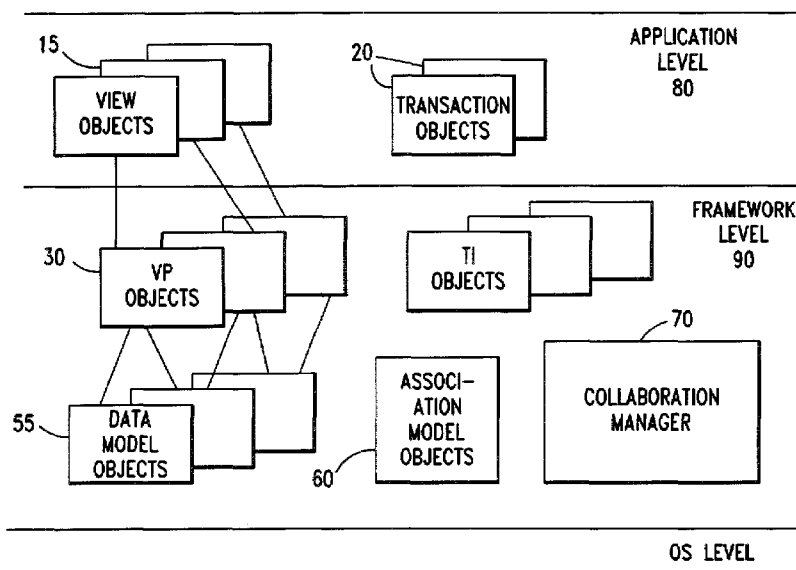 15
VIEW
OBJECTS
20
TRANSACTION
OBJECTS
APPLICATION
LEVEL
80
30
VP
OBJECTS
TI
OBJECTS
FRAMEWORK
LEVEL
90
55
DATA
MODEL
OBJECTS
ASSOCI-
ATION
MODEL
OBJECTS
60
70
COLLABORATION
MANAGER
OS LEVEL